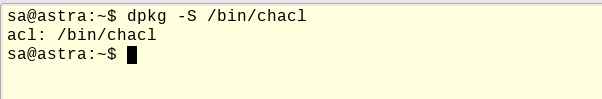 sa@astra:~$ dpkg -S /bin/chacl
acl: /bin/chacl
sa@astra:~$